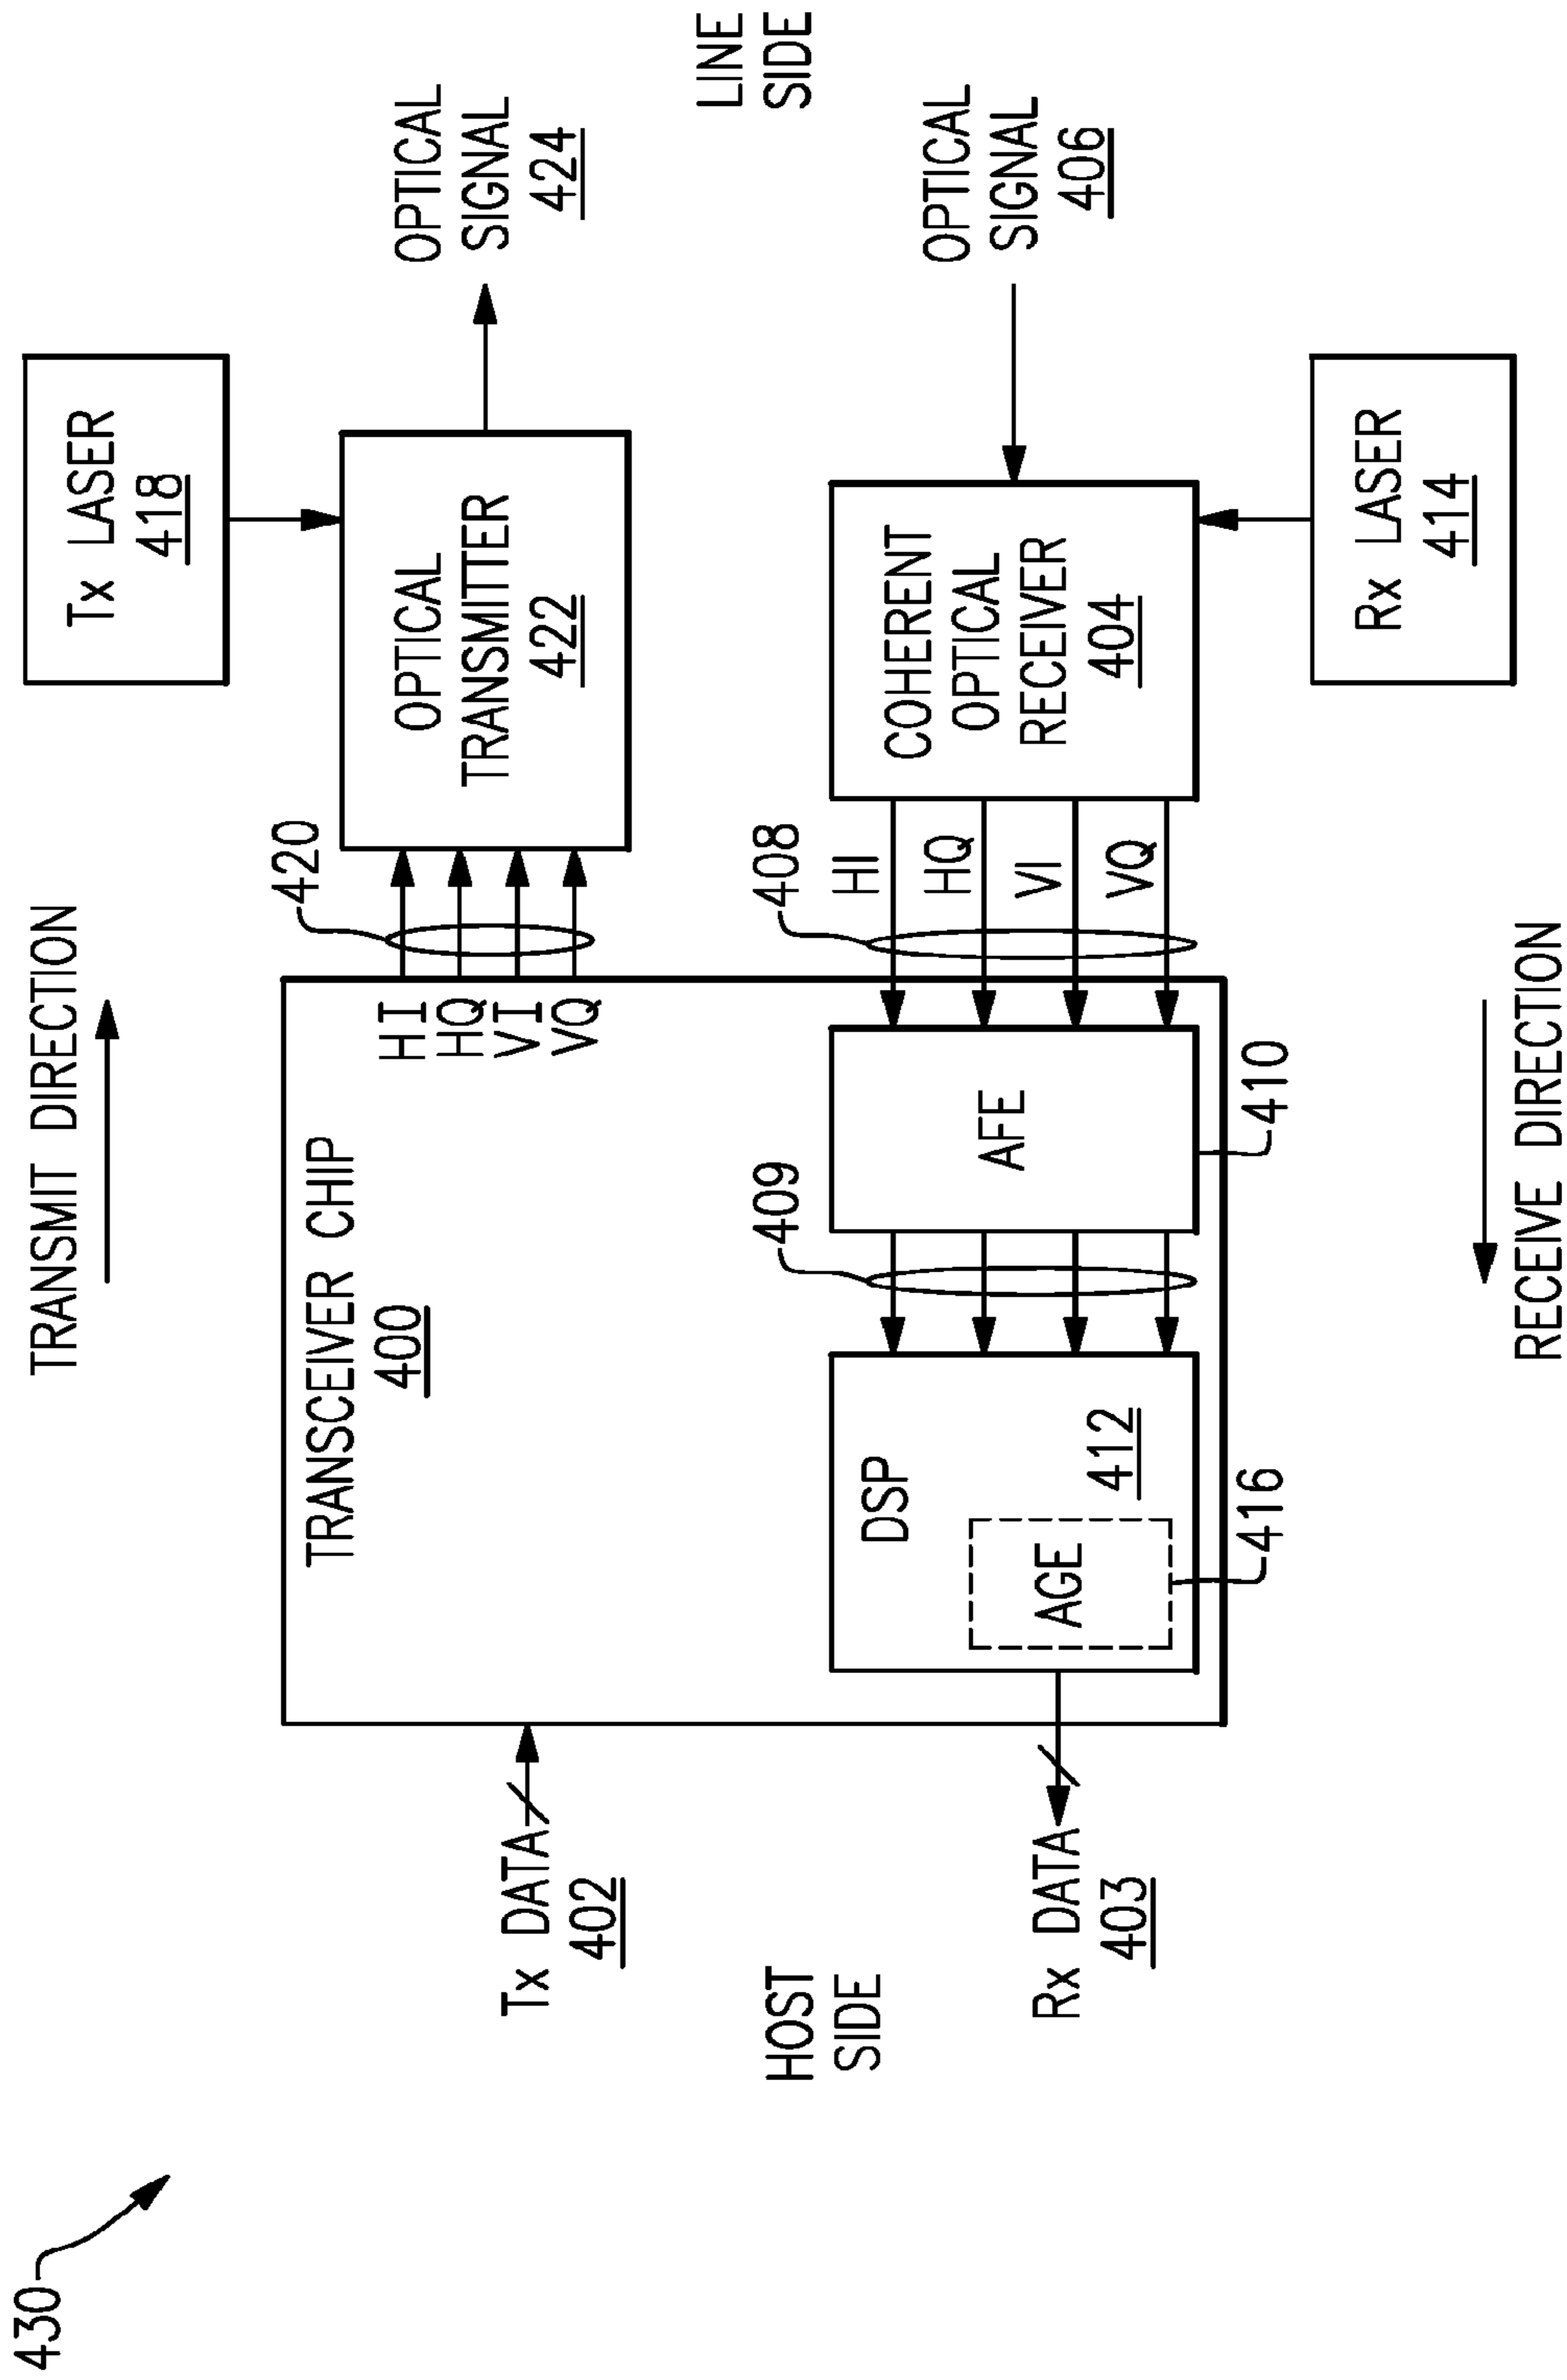 430
TRANSMIT DIRECTION
Tx LASER
418
TRANSCEIVER CHIP
400
420
HI
HQ
VI
VQ
OPTICAL
TRANSMITTER
422
OPTICAL
SIGNAL
424
Tx DATA
402
HOST
SIDE
LINE
SIDE
Rx DATA
403
DSP
412
AGE
416
409
AFE
410
408
HI
HQ
VI
VQ
COHERENT
OPTICAL
RECEIVER
404
OPTICAL
SIGNAL
406
Rx LASER
414
RECEIVE DIRECTION